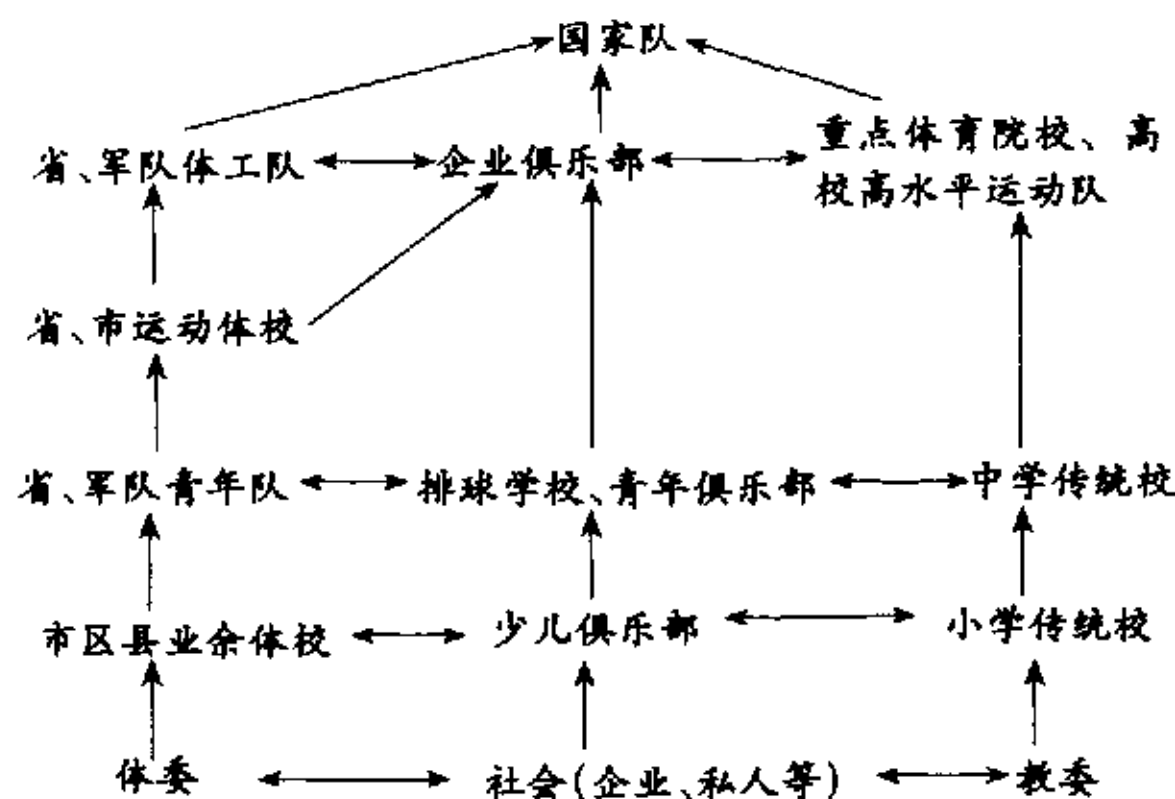 国家队
省、军队体工队
企业俱乐部
重点体育院校、高
校高水平运动队
省、市运动体校
省、军队青年队
排球学校、青年俱乐部
中学传统校
市区县业余体校
少儿俱乐部
小学传统校
体委
社会(企业、私人等)
教委